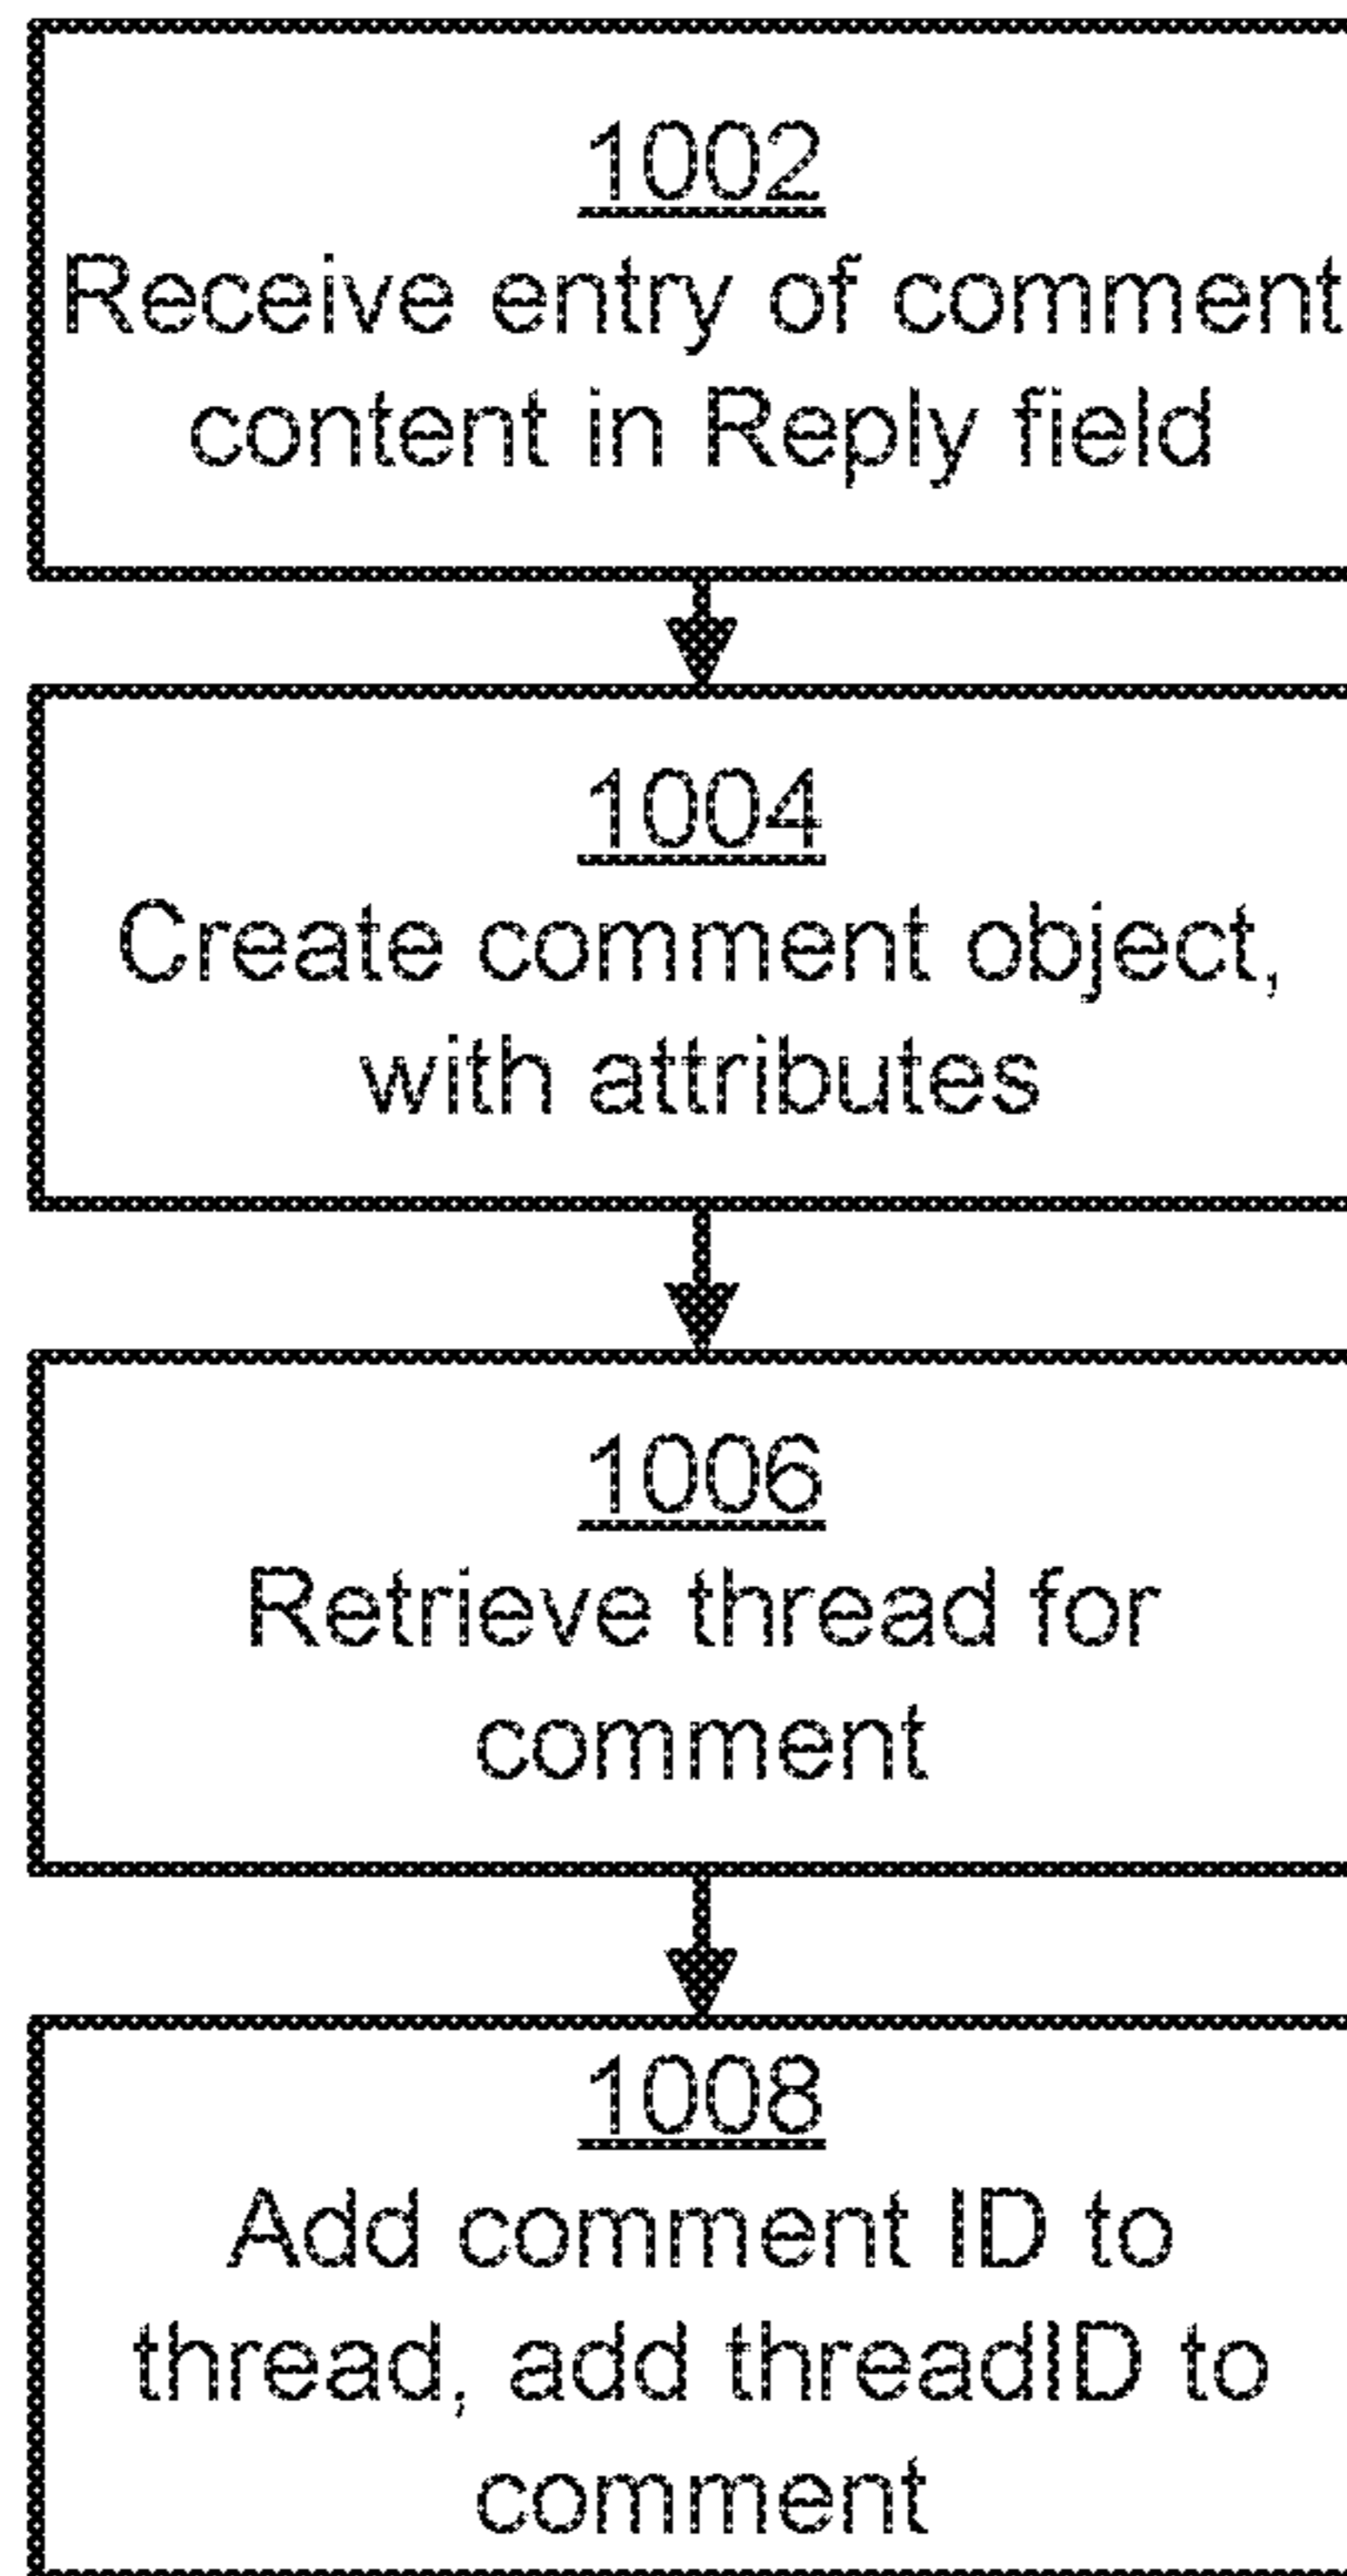 1002
Receive entry of comment
content in Reply field
1004
Create comment object,
with attributes
1006
Retrieve thread for
comment
1008
Add comment ID to
thread, add threadID to
comment